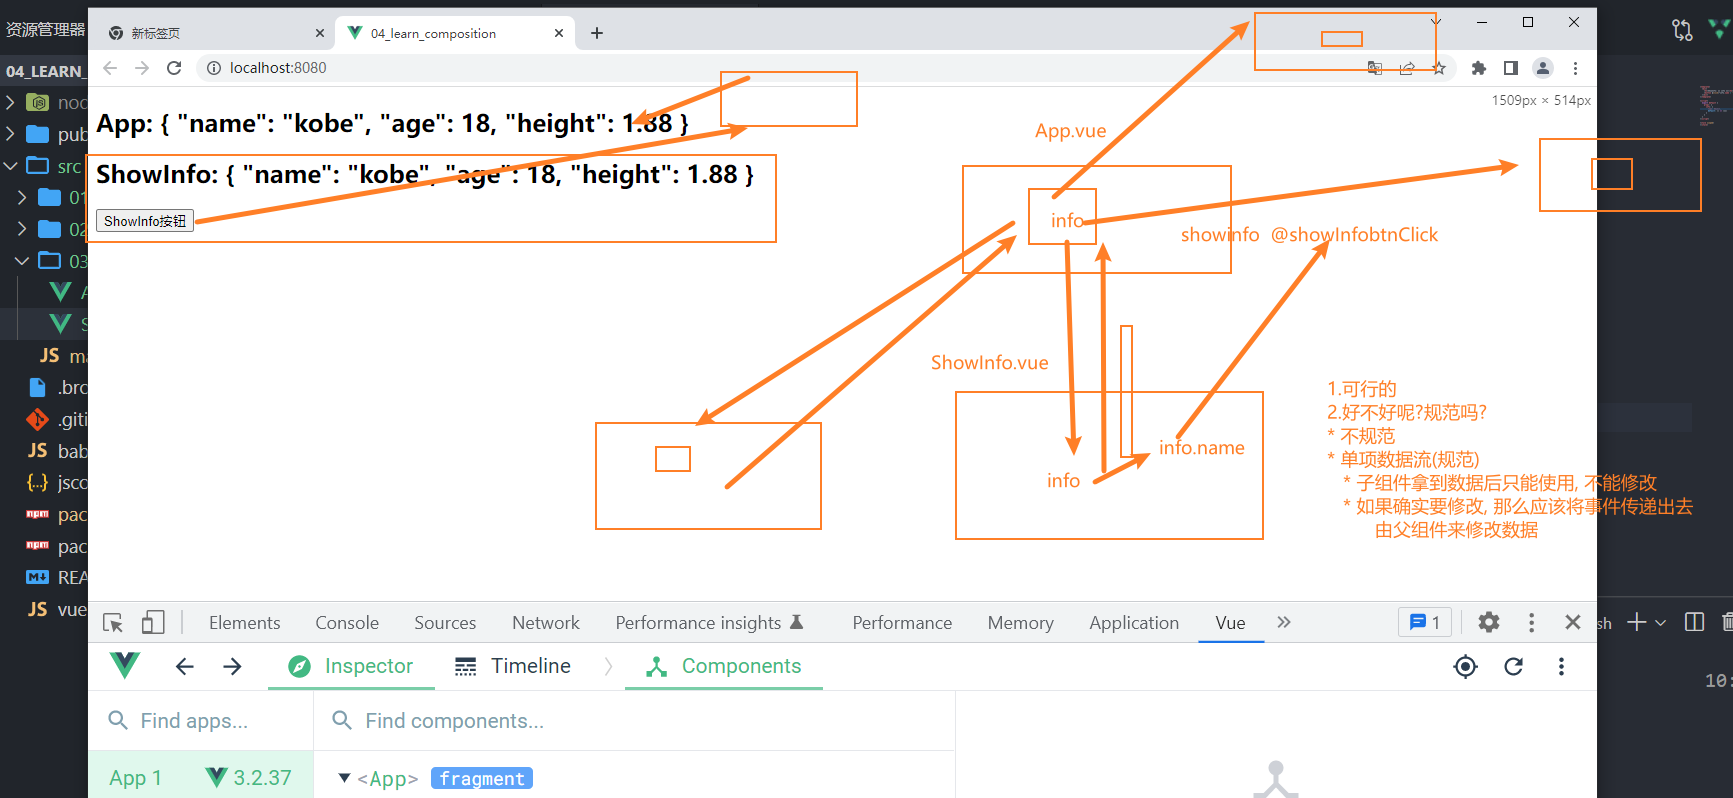 资源管理器
新标签页
04_learn_composition
04_LEARN_
localhost:8080
1509px × 514px
App: { "name": "kobe", "age": 18, "height": 1.88 }
ShowInfo: { "name": "kobe", "age": 18, "height": 1.88 }
ShowInfo按钮
App.vue
info
showinfo @showInfobtnClick
ShowInfo.vue
info.name
info
1.可行的
2.好不好呢?规范吗?
* 不规范
* 单项数据流(规范)
* 子组件拿到数据后只能使用, 不能修改
* 如果确实要修改, 那么应该将事件传递出去
由父组件来修改数据
nod
pub
src
01
02
03
A
S
JS ma
.bro
.giti
JS bab
{..} jsco
npm pac
npm pac
M REA
JS vue
Elements
Console
Sources
Network
Performance insights
Performance
Memory
Application
Vue
1
sh
Inspector
Timeline
Components
10:
Find apps...
Find components...
App 1
3.2.37
<App> fragment